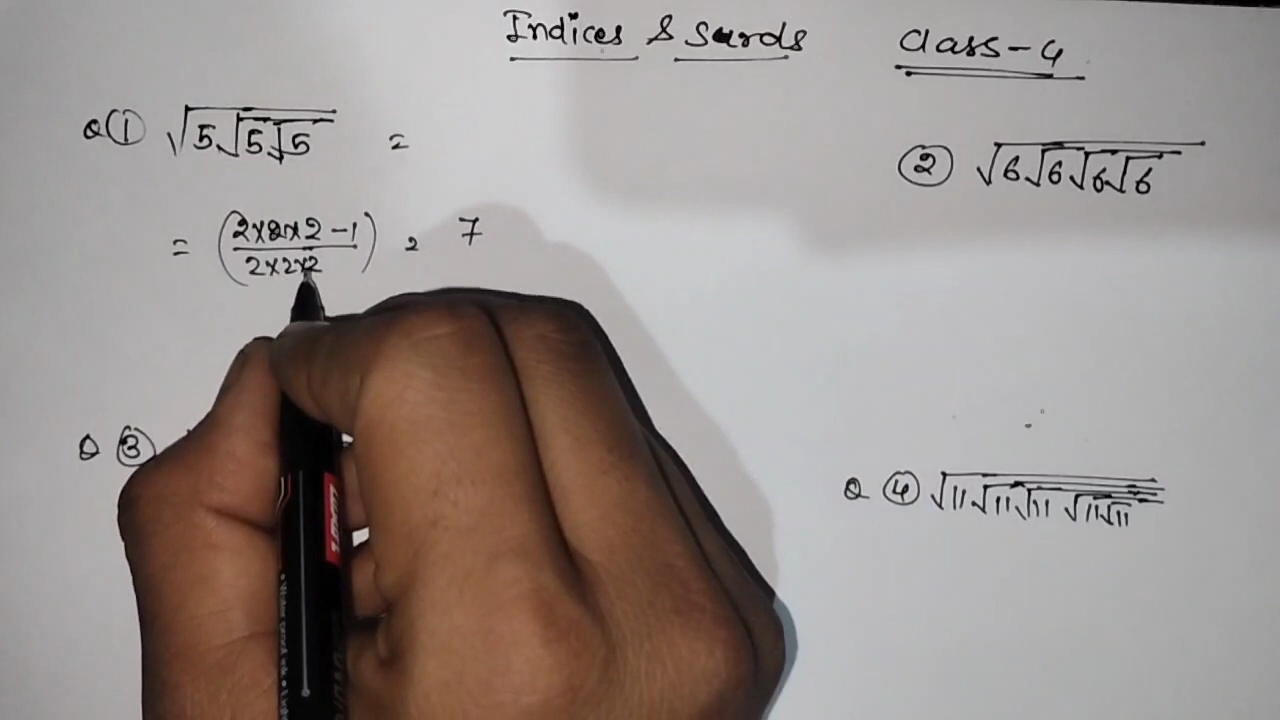 Indices & Surds Class-4
Q ① √5√5√5 =
② √6√6√6√6
= (2×2×2-1 / 2×2×2) = 7
Q ③
Q ④ √11√11√11√11√11